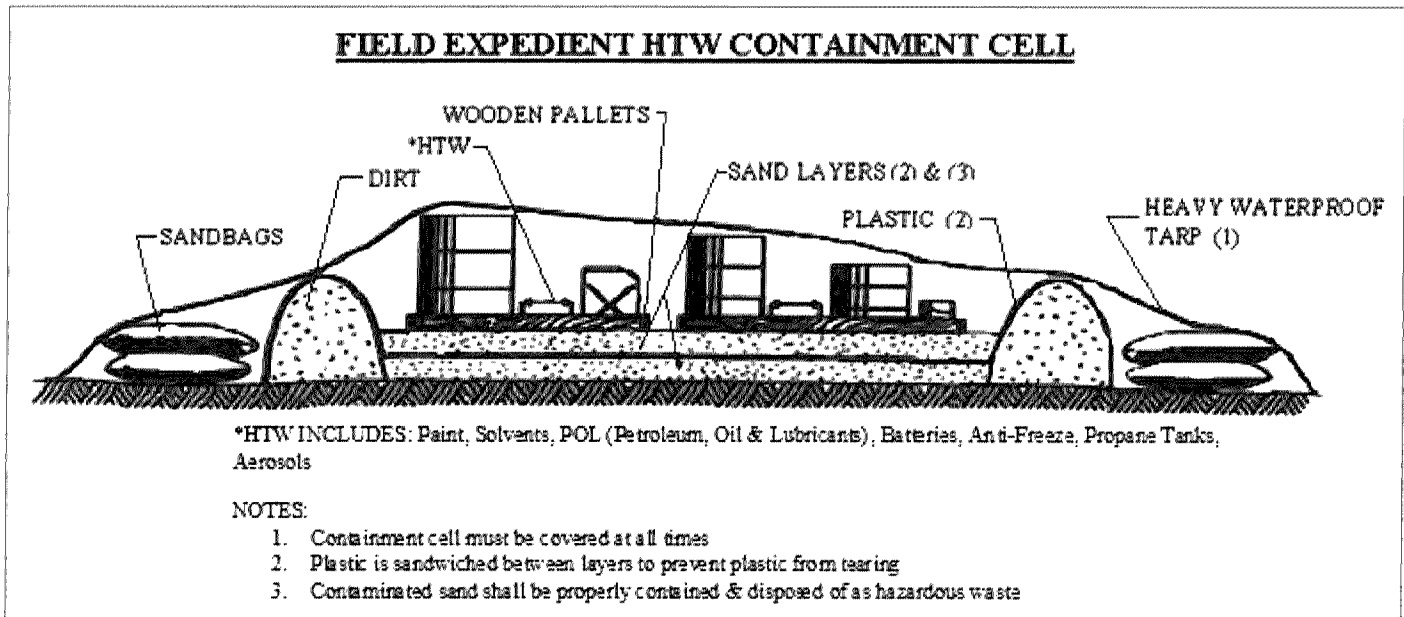 FIELD EXPEDIENT HTW CONTAINMENT CELL
WOODEN PALLETS
*HTW
DIRT
SAND LAYERS (2) & (3)
SANDBAGS
PLASTIC (2)
HEAVY WATERPROOF
TARP (1)
*HTW INCLUDES: Paint, Solvents, POL (Petroleum, Oil & Lubricants), Batteries, Anti-Freeze, Propane Tanks,
Aerosols
NOTES:
1. Containment cell must be covered at all times
2. Plastic is sandwiched between layers to prevent plastic from tearing
3. Contaminated sand shall be properly contained & disposed of as hazardous waste